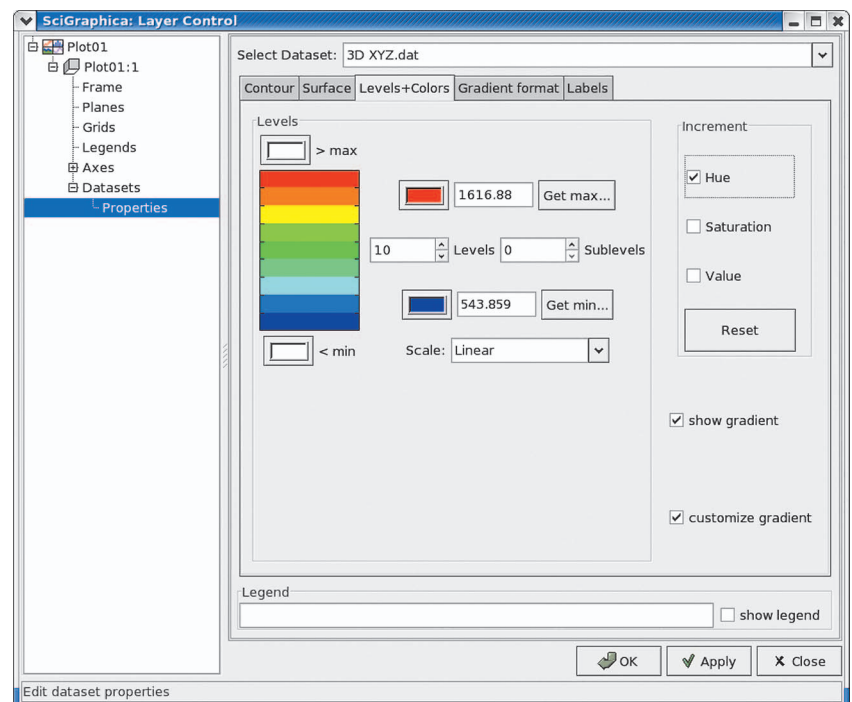 SciGraphica: Layer Control
Plot01
Plot01:1
Frame
Planes
Grids
Legends
Axes
Datasets
Properties
Select Dataset: 3D XYZ.dat
Contour Surface Levels+Colors Gradient format Labels
Levels
> max
1616.88 Get max...
10 Levels 0 Sublevels
543.859 Get min...
< min Scale: Linear
Increment
Hue
Saturation
Value
Reset
show gradient
customize gradient
Legend
show legend
OK Apply Close
Edit dataset properties